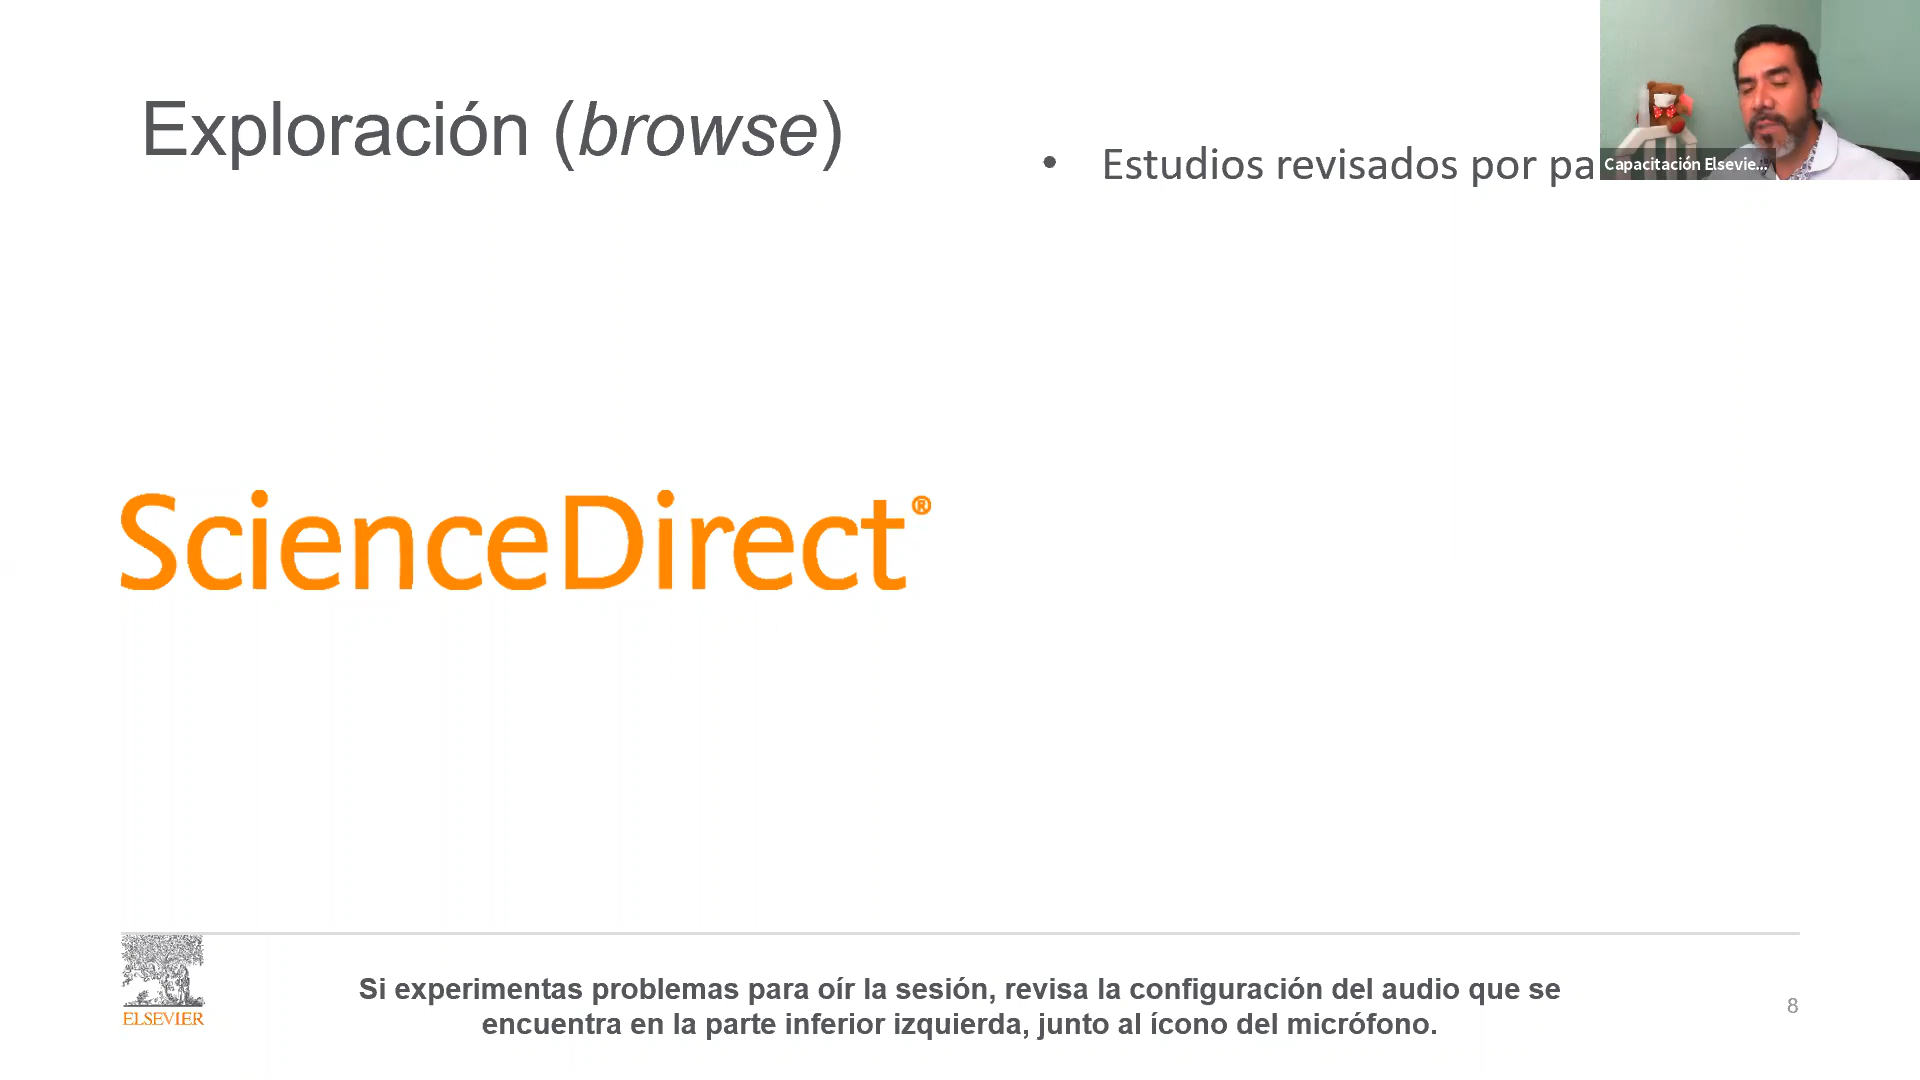 Exploración (browse)
• Estudios revisados por
Capacitación Elsevie...
ScienceDirect®
ELSEVIER
Si experimentas problemas para oír la sesión, revisa la configuración del audio que se
encuentra en la parte inferior izquierda, junto al ícono del micrófono.
8